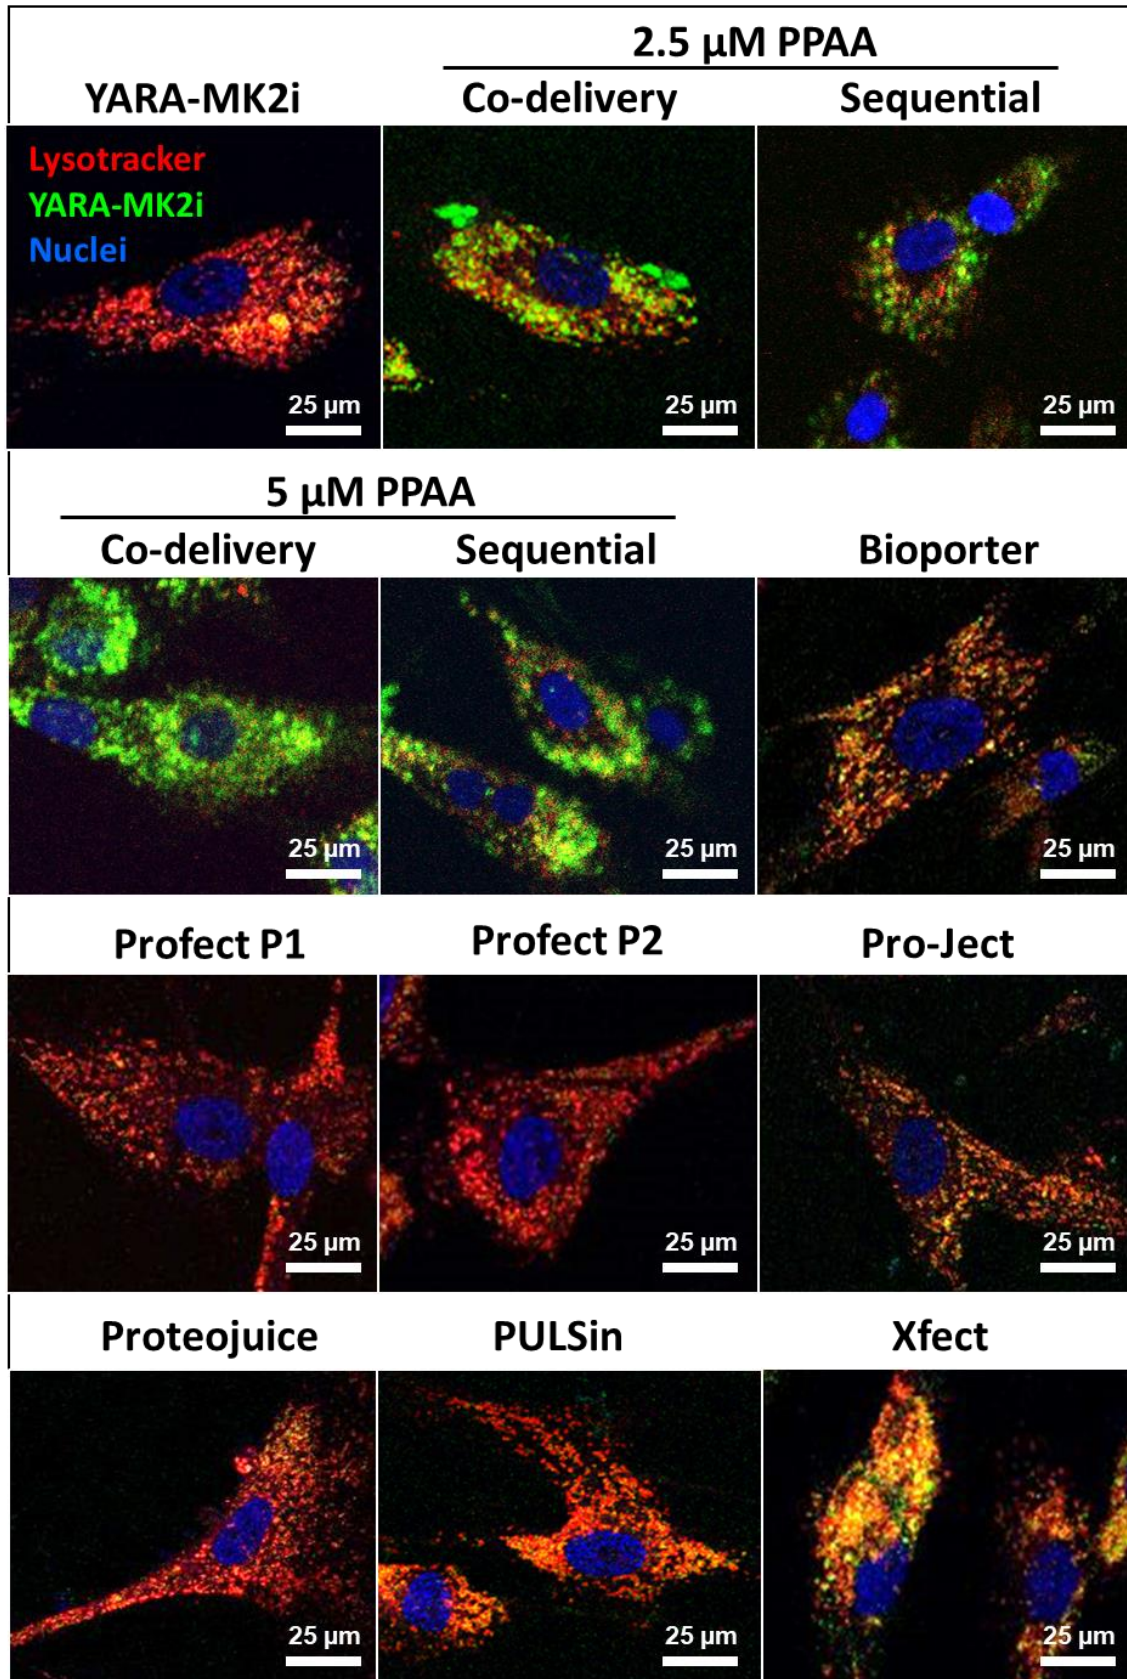 2.5 µM PPAA
YARA-MK2i Co-delivery Sequential
Lysotracker
YARA-MK2i
Nuclei
25 µm 25 µm 25 µm
5 µM PPAA
Co-delivery Sequential Bioporter
25 µm 25 µm 25 µm
Profect P1 Profect P2 Pro-Ject
25 µm 25 µm 25 µm
Proteojuice PULSin Xfect
25 µm 25 µm 25 µm